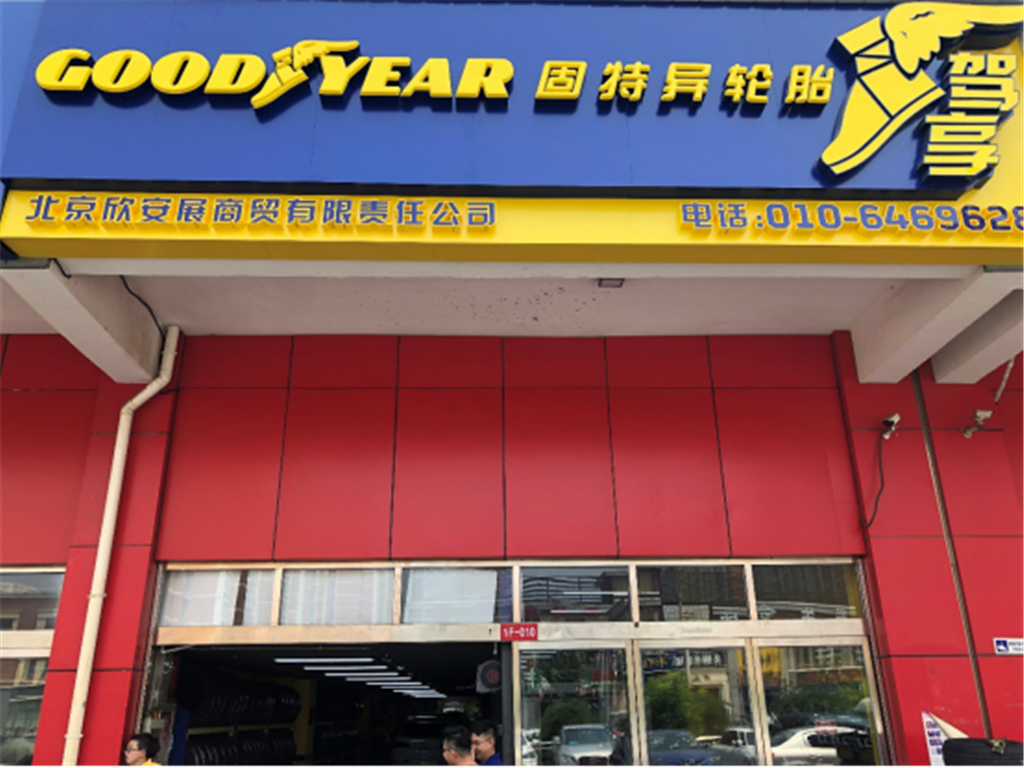 GOODYEAR 固特异轮胎
驾享
北京欣安展商贸有限责任公司 电话:010-6469628
1F-010